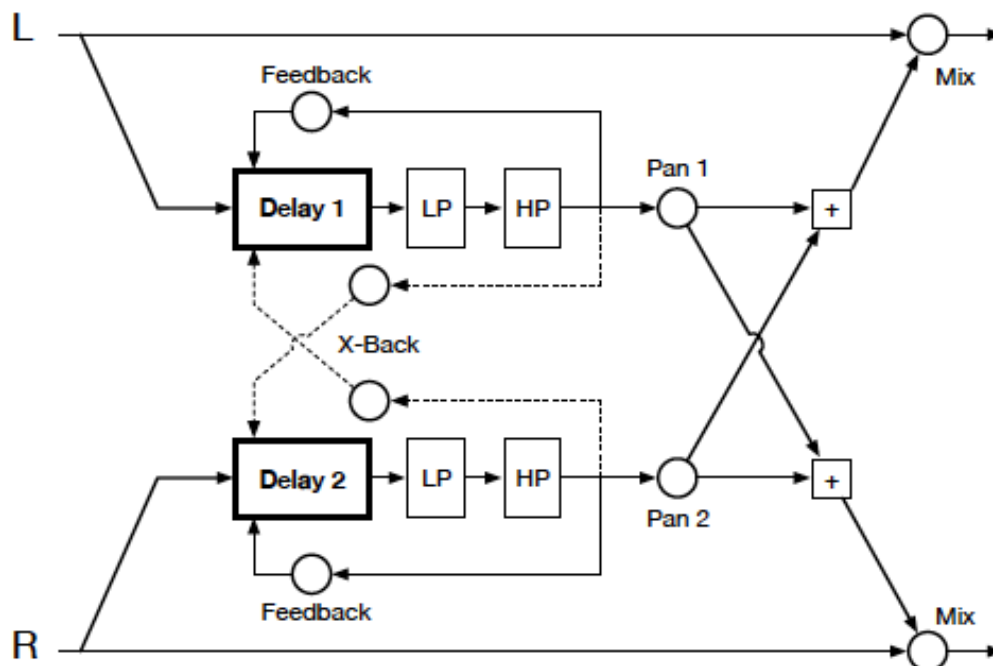 L
Mix
Feedback
Pan 1
Delay 1
LP
HP
+
X-Back
Delay 2
LP
HP
+
Pan 2
Feedback
Mix
R